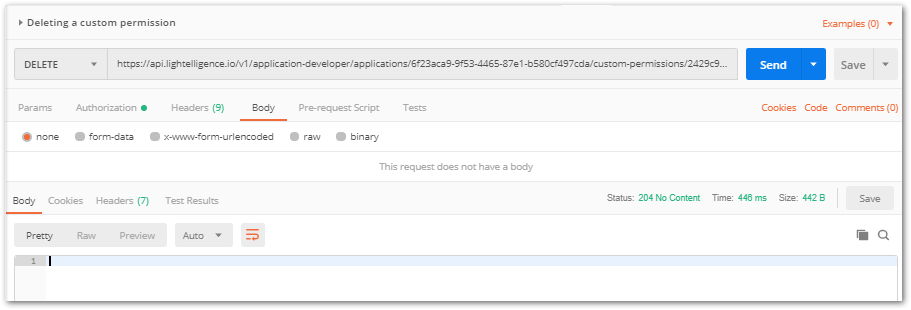 Deleting a custom permission
Examples (0)
DELETE https://api.lightelligence.io/v1/application-developer/applications/6f23aca9-9f53-4465-87e1-b580cf497cda/custom-permissions/2429c9... Send Save
Params Authorization Headers (9) Body Pre-request Script Tests Cookies Code Comments (0)
none form-data x-www-form-urlencoded raw binary
This request does not have a body
Body Cookies Headers (7) Test Results Status: 204 No Content Time: 446 ms Size: 442 B Save
Pretty Raw Preview Auto
1